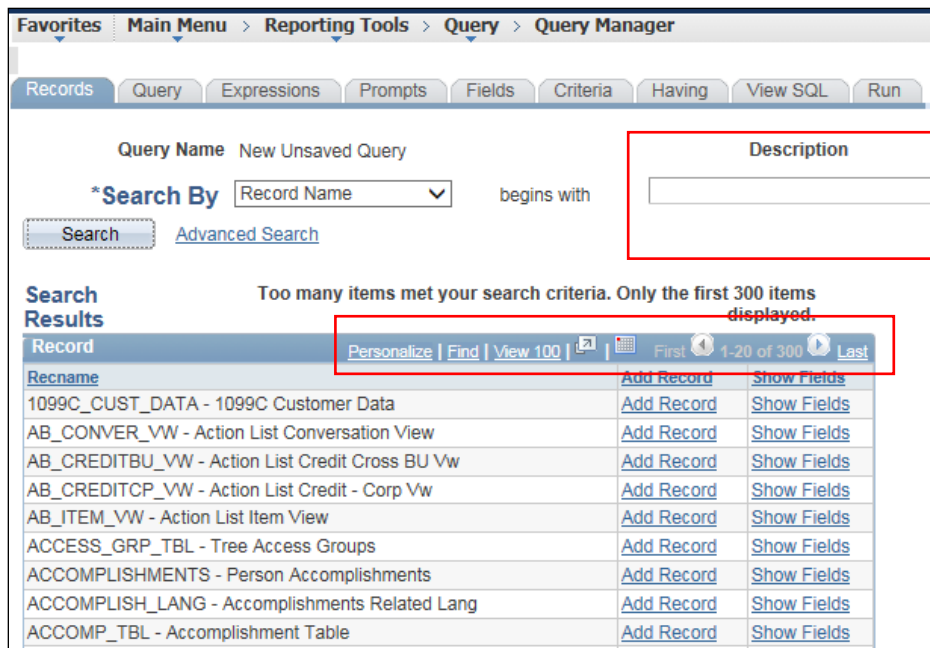 Favorites Main Menu > Reporting Tools > Query > Query Manager
Records Query Expressions Prompts Fields Criteria Having View SQL Run
Query Name New Unsaved Query Description
*Search By Record Name begins with
Search Advanced Search
Search Results Too many items met your search criteria. Only the first 300 items displayed.
Record Personalize | Find | View 100 | | First 1-20 of 300 Last
Recname Add Record Show Fields
1099C_CUST_DATA - 1099C Customer Data Add Record Show Fields
AB_CONVER_VW - Action List Conversation View Add Record Show Fields
AB_CREDITBU_VW - Action List Credit Cross BU Vw Add Record Show Fields
AB_CREDITCP_VW - Action List Credit - Corp Vw Add Record Show Fields
AB_ITEM_VW - Action List Item View Add Record Show Fields
ACCESS_GRP_TBL - Tree Access Groups Add Record Show Fields
ACCOMPLISHMENTS - Person Accomplishments Add Record Show Fields
ACCOMPLISH_LANG - Accomplishments Related Lang Add Record Show Fields
ACCOMP_TBL - Accomplishment Table Add Record Show Fields